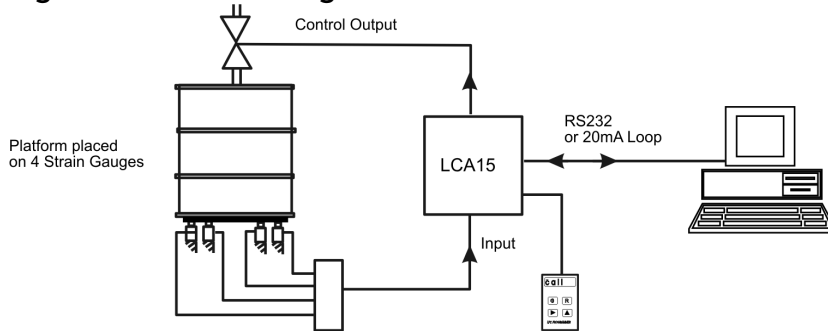 Control Output
Platform placed
on 4 Strain Gauges
LCA15
RS232
or 20mA Loop
Input
call
G R